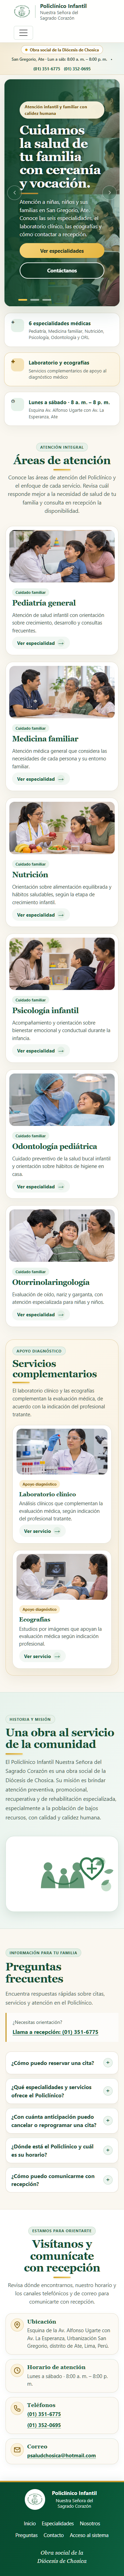 Policlínico Infantil
Nuestra Señora del
Sagrado Corazón
Obra social de la Diócesis de Chosica
San Gregorio, Ate · Lun a sáb: 8:00 a. m. – 8:00 p. m.
(01) 351-6775 (01) 352-0695
Atención infantil y familiar con
calidez humana
Cuidamos
la salud de
tu familia
con cercanía
y vocación.
Atención a niñas, niños y sus
familias en San Gregorio, Ate.
Conoce las áreas de cuidado del
Policlínico, obra social católica al
servicio de la comunidad.
Ver especialidades
Contáctanos
6 especialidades médicas
Pediatría, Medicina familiar, Nutrición,
Psicología, Odontología y ORL
Laboratorio y ecografías
Servicios complementarios de apoyo al
diagnóstico médico
Lunes a sábado · 8 a. m. – 8 p. m.
Esquina Av. Alfonso Ugarte con Av. La
Esperanza, Ate
ATENCIÓN INTEGRAL
Áreas de atención
Conoce las áreas de atención del Policlínico y
el enfoque de cada servicio. Revisa cuál
responde mejor a la necesidad de salud de tu
familia y consulta en recepción la
disponibilidad.
Cuidado familiar
Pediatría general
Atención de salud infantil con orientación
sobre crecimiento, desarrollo y consultas
frecuentes.
Ver especialidad →
Cuidado familiar
Medicina familiar
Atención médica general que considera las
necesidades de cada persona y su entorno
familiar.
Ver especialidad →
Cuidado familiar
Nutrición
Orientación sobre alimentación equilibrada y
hábitos saludables, según la etapa de
crecimiento infantil.
Ver especialidad →
Cuidado familiar
Psicología infantil
Acompañamiento y orientación sobre
bienestar emocional y conductual durante la
infancia.
Ver especialidad →
Cuidado familiar
Odontología pediátrica
Cuidado preventivo de la salud bucal infantil
y orientación sobre hábitos de higiene en
casa.
Ver especialidad →
Cuidado familiar
Otorrinolaringología
Evaluación de oído, nariz y garganta, con
atención especializada para niñas y niños.
Ver especialidad →
APOYO DIAGNÓSTICO
Servicios
complementarios
El laboratorio clínico y las ecografías
complementan la evaluación médica, de
acuerdo con la indicación del profesional
tratante.
Apoyo diagnóstico
Laboratorio clínico
Análisis clínicos que complementan la
evaluación médica, según indicación
del profesional tratante.
Ver servicio →
Apoyo diagnóstico
Ecografías
Estudios por imágenes que apoyan la
evaluación médica según indicación
profesional.
Ver servicio →
HISTORIA Y MISIÓN
Una obra al servicio
de la comunidad
El Policlínico Infantil Nuestra Señora del
Sagrado Corazón es una obra social de la
Diócesis de Chosica. Su misión es brindar
atención preventiva, promocional,
recuperativa y de rehabilitación especializada,
especialmente a la población de bajos
recursos, con calidad y calidez humana.
INFORMACIÓN PARA TU FAMILIA
Preguntas
frecuentes
Encuentra respuestas rápidas sobre citas,
servicios y atención en el Policlínico.
¿Necesitas orientación?
Llama a recepción: (01) 351-6775
¿Cómo puedo reservar una cita? +
¿Qué especialidades y servicios
ofrece el Policlínico? +
¿Con cuánta anticipación puedo
cancelar o reprogramar una cita? +
¿Dónde está el Policlínico y cuál
es su horario? +
¿Cómo puedo comunicarme con
recepción? +
ESTAMOS PARA ORIENTARTE
Visítanos y
comunícate
con recepción
Revisa dónde encontrarnos, nuestro horario y
los canales telefónicos y de correo para
comunicarte con recepción.
Ubicación
Esquina de la Av. Alfonso Ugarte con
Av. La Esperanza, Urbanización San
Gregorio, distrito de Ate, Lima, Perú.
Horario de atención
Lunes a sábado · 8:00 a. m. – 8:00 p.
m.
Teléfonos
(01) 351-6775
(01) 352-0695
Correo
psaludchosica@hotmail.com
Policlínico Infantil
Nuestra Señora del
Sagrado Corazón
Inicio Especialidades Nosotros
Preguntas Contacto Acceso al sistema
Obra social de la
Diócesis de Chosica